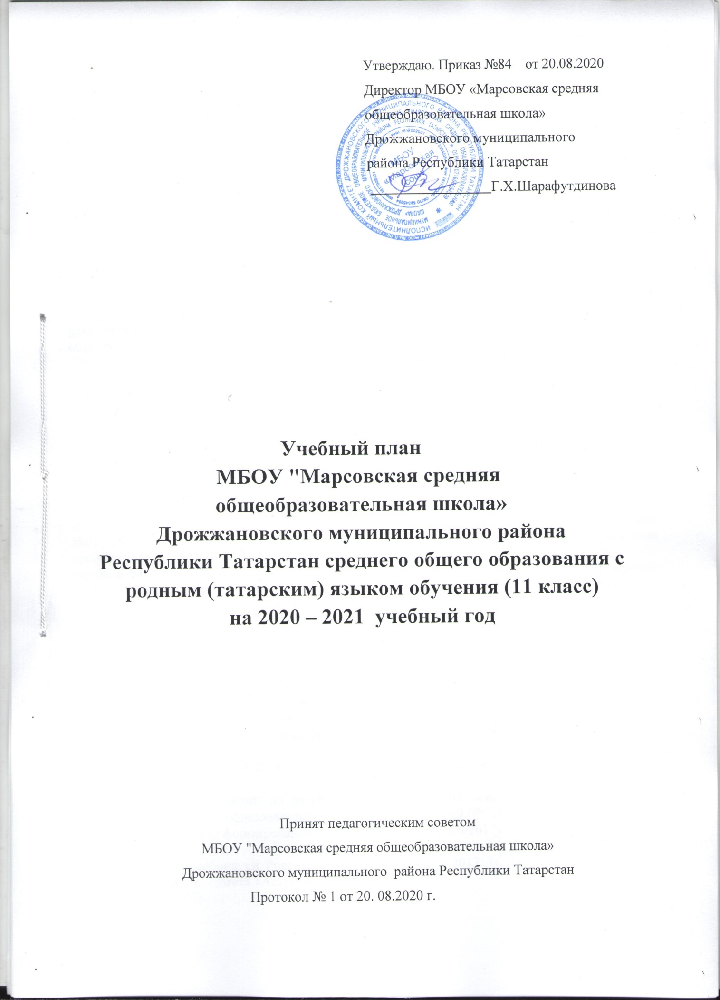 Утверждаю. Приказ №84 от 20.08.2020
Директор МБОУ «Марсовская средняя
общеобразовательная школа»
Дрожжановского муниципального
района Республики Татарстан
__________________Г.Х.Шарафутдинова
МБОУ
«Марсовская
сош»
Учебный план
МБОУ "Марсовская средняя
общеобразовательная школа»
Дрожжановского муниципального района
Республики Татарстан среднего общего образования с
родным (татарским) языком обучения (11 класс)
на 2020 – 2021 учебный год
Принят педагогическим советом
МБОУ "Марсовская средняя общеобразовательная школа»
Дрожжановского муниципального района Республики Татарстан
Протокол № 1 от 20. 08.2020 г.